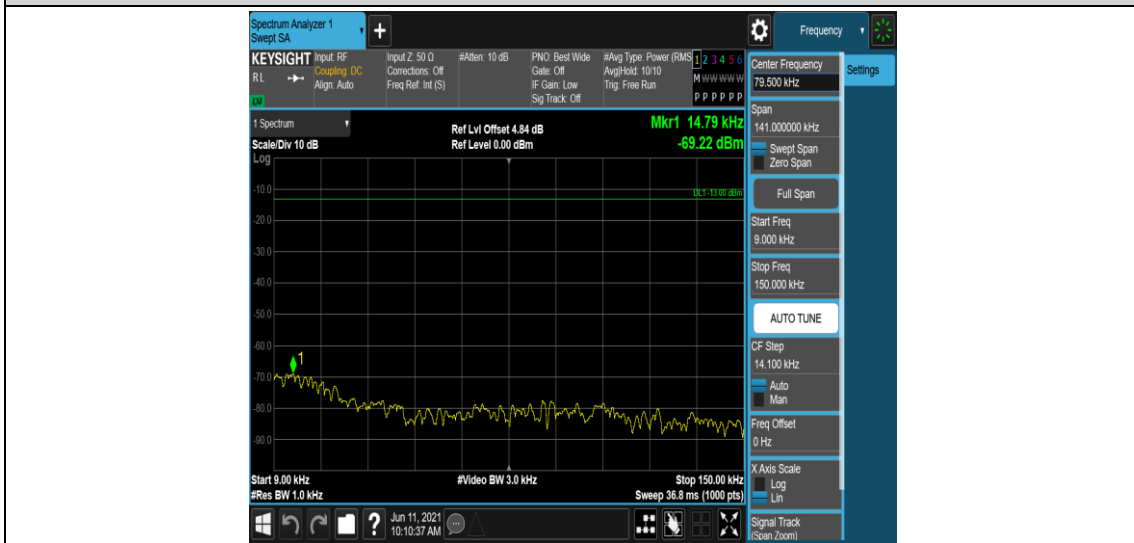 Spectrum Analyzer 1
Swept SA
+
Frequency
KEYSIGHT
RL
LXI
Input: RF
Coupling: DC
Align: Auto
Input Z: 50 Ω
Corrections: Off
Freq Ref: Int (S)
#Atten: 10 dB
PNO: Best Wide
Gate: Off
IF Gain: Low
Sig Track: Off
#Avg Type: Power (RMS
Avg|Hold: 10/10
Trig: Free Run
1 2 3 4 5 6
M W W W W W
P P P P P P
1 Spectrum
Scale/Div 10 dB
Log
Ref Lvl Offset 4.84 dB
Ref Level 0.00 dBm
Mkr1 14.79 kHz
-69.22 dBm
DL1 -13.00 dBm
-10.0
-20.0
-30.0
-40.0
-50.0
-60.0
-70.0
-80.0
-90.0
1
Start 9.00 kHz
#Res BW 1.0 kHz
#Video BW 3.0 kHz
Stop 150.00 kHz
Sweep 36.8 ms (1000 pts)
?
Jun 11, 2021
10:10:37 AM
Center Frequency
79.500 kHz
Settings
Span
141.000000 kHz
Swept Span
Zero Span
Full Span
Start Freq
9.000 kHz
Stop Freq
150.000 kHz
AUTO TUNE
CF Step
14.100 kHz
Auto
Man
Freq Offset
0 Hz
X Axis Scale
Log
Lin
Signal Track
(Span Zoom)